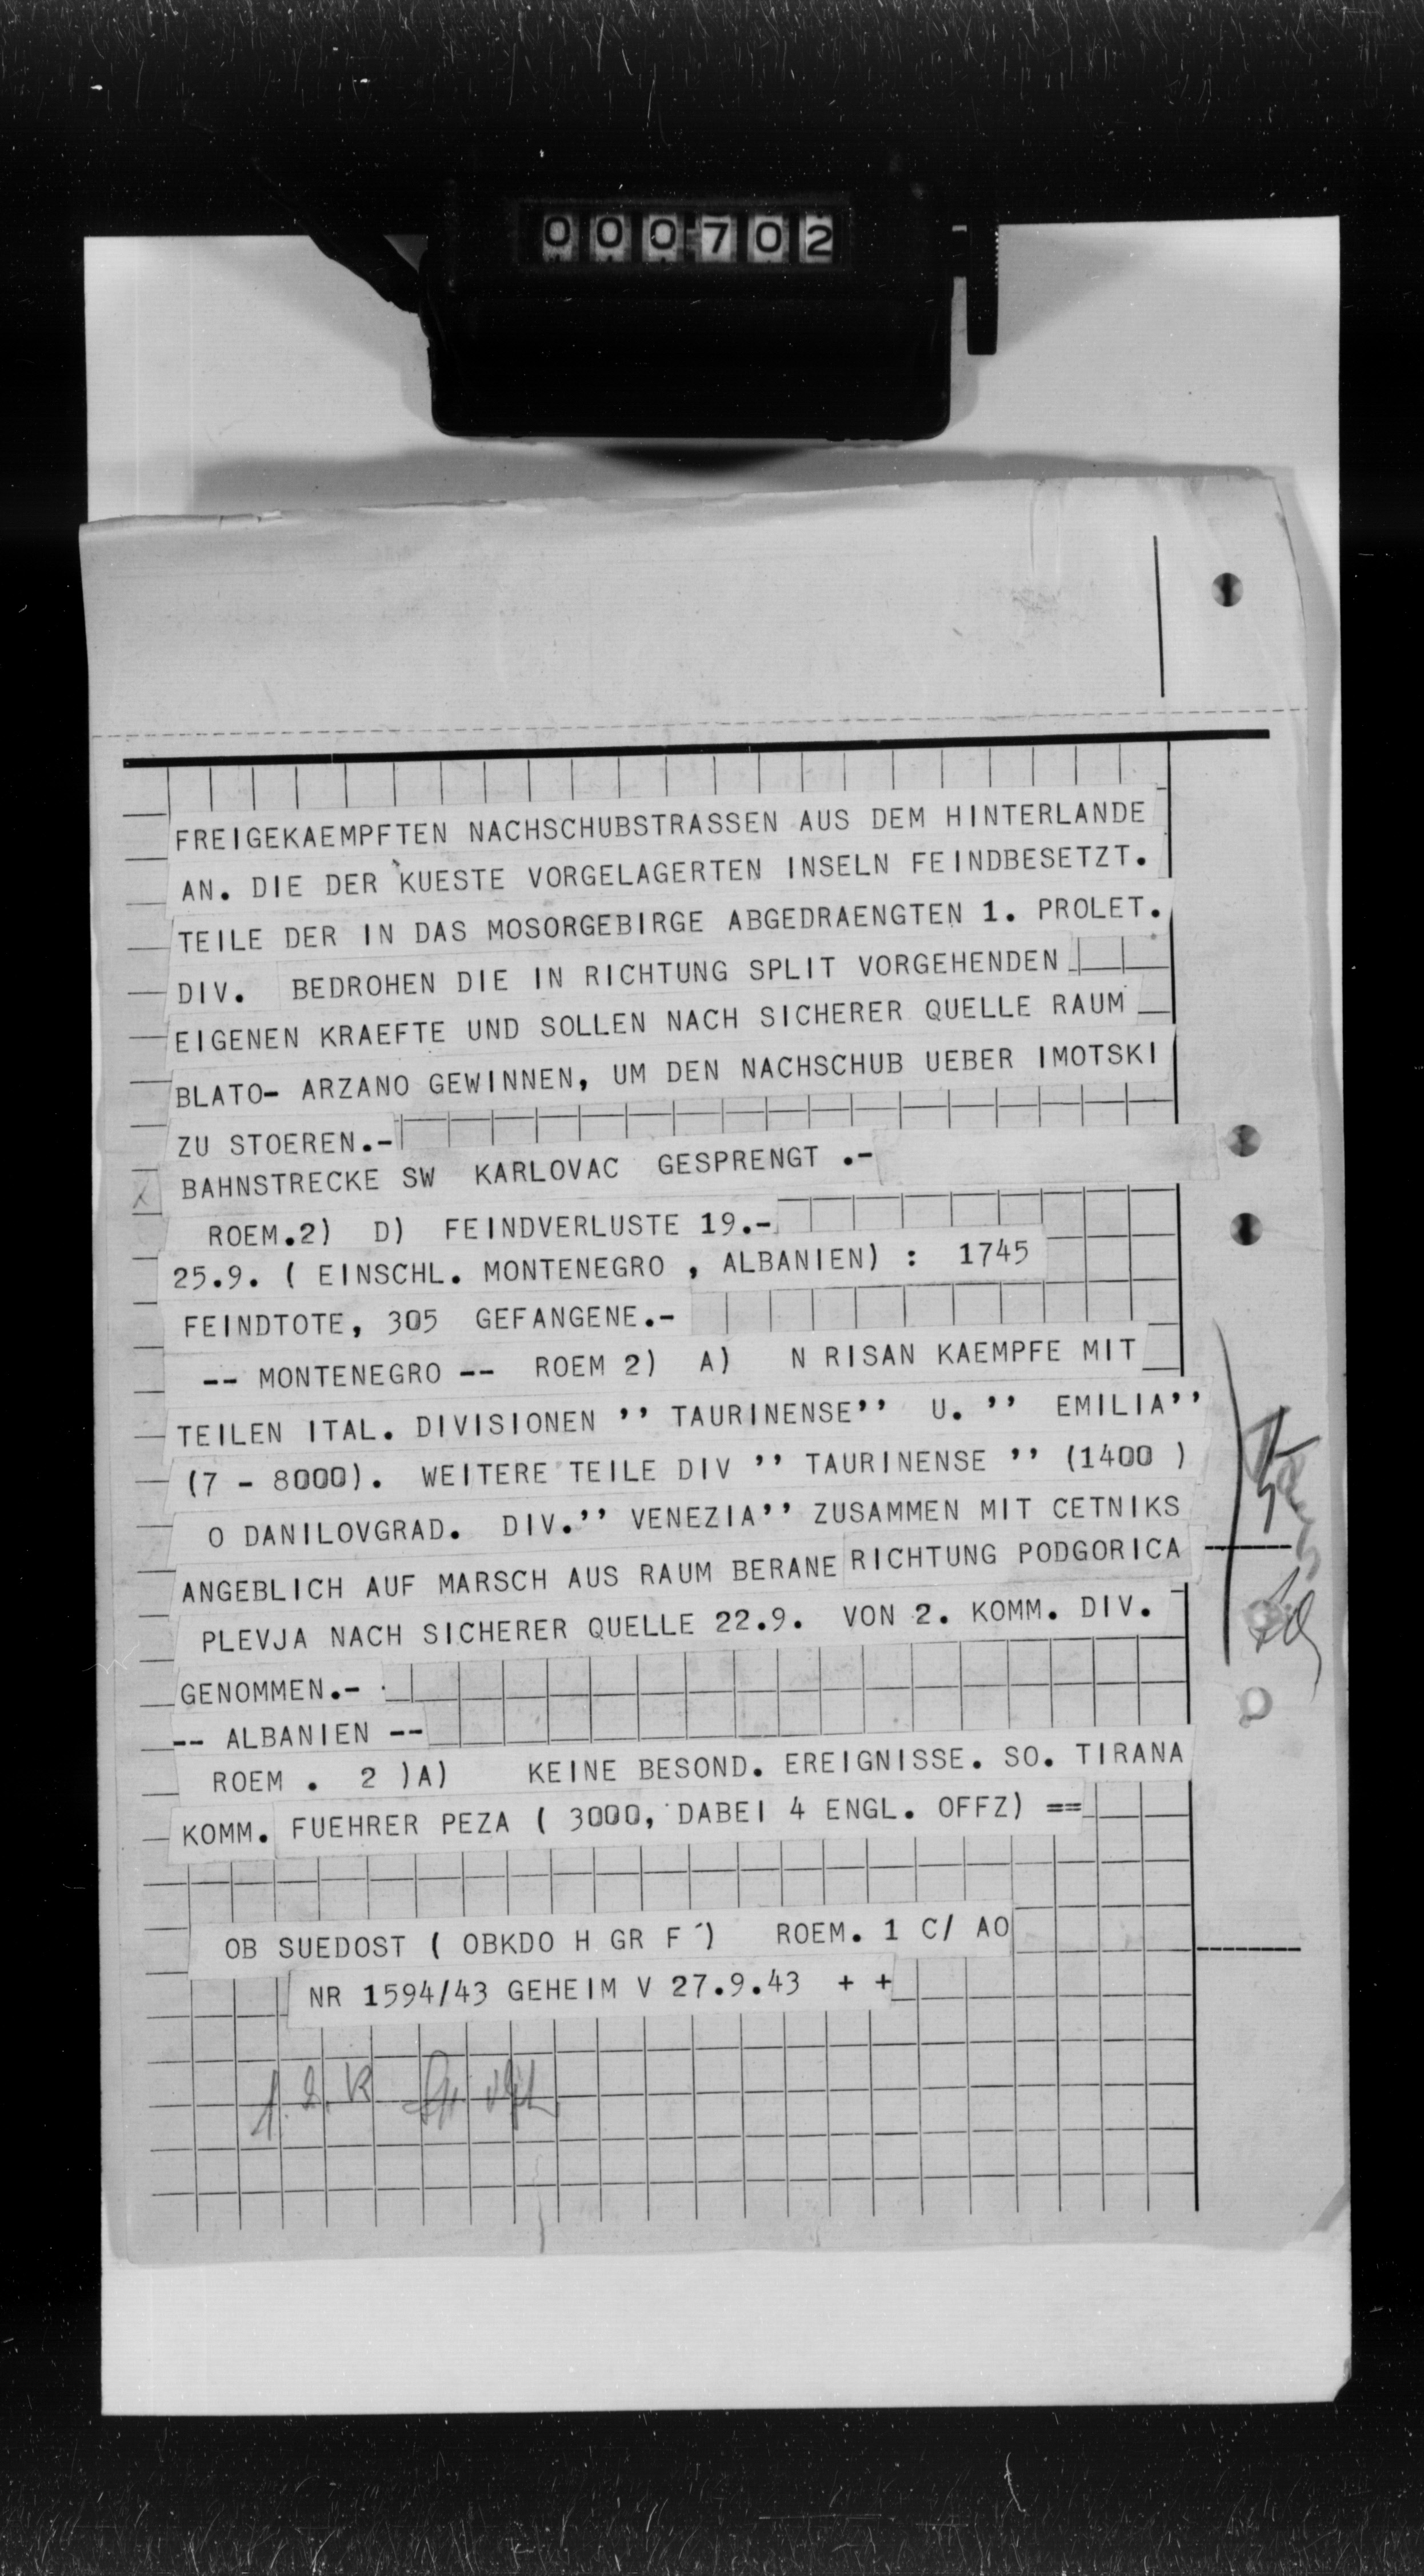 000702
FREIGEKAEMPFTEN NACHSCHUBSTRASSEN AUS DEM HINTERLANDE
AN. DIE DER KUESTE VORGELAGERTEN INSELN FEINDBESETZT.
TEILE DER IN DAS MOSORGEBIRGE ABGEDRAENGTEN 1. PROLET.
DIV. BEDROHEN DIE IN RICHTUNG SPLIT VORGEHENDEN
EIGENEN KRAEFTE UND SOLLEN NACH SICHERER QUELLE RAUM
BLATO- ARZANO GEWINNEN, UM DEN NACHSCHUB UEBER IMOTSKI
ZU STOEREN.-
BAHNSTRECKE SW KARLOVAC GESPRENGT .-
ROEM.2) D) FEINDVERLUSTE 19.-
25.9. ( EINSCHL. MONTENEGRO , ALBANIEN) : 1745
FEINDTOTE, 305 GEFANGENE.-
-- MONTENEGRO -- ROEM 2) A) N RISAN KAEMPFE MIT
TEILEN ITAL. DIVISIONEN '' TAURINENSE'' U. '' EMILIA''
(7 - 8000). WEITERE TEILE DIV '' TAURINENSE '' (1400 )
O DANILOVGRAD. DIV.'' VENEZIA'' ZUSAMMEN MIT CETNIKS
ANGEBLICH AUF MARSCH AUS RAUM BERANE RICHTUNG PODGORICA
PLEVJA NACH SICHERER QUELLE 22.9. VON 2. KOMM. DIV.
GENOMMEN.-
-- ALBANIEN --
ROEM . 2 )A) KEINE BESOND. EREIGNISSE. SO. TIRANA
KOMM. FUEHRER PEZA ( 3000, DABEI 4 ENGL. OFFZ) ==
OB SUEDOST ( OBKDO H GR F ´) ROEM. 1 C/ AO
NR 1594/43 GEHEIM V 27.9.43 + +